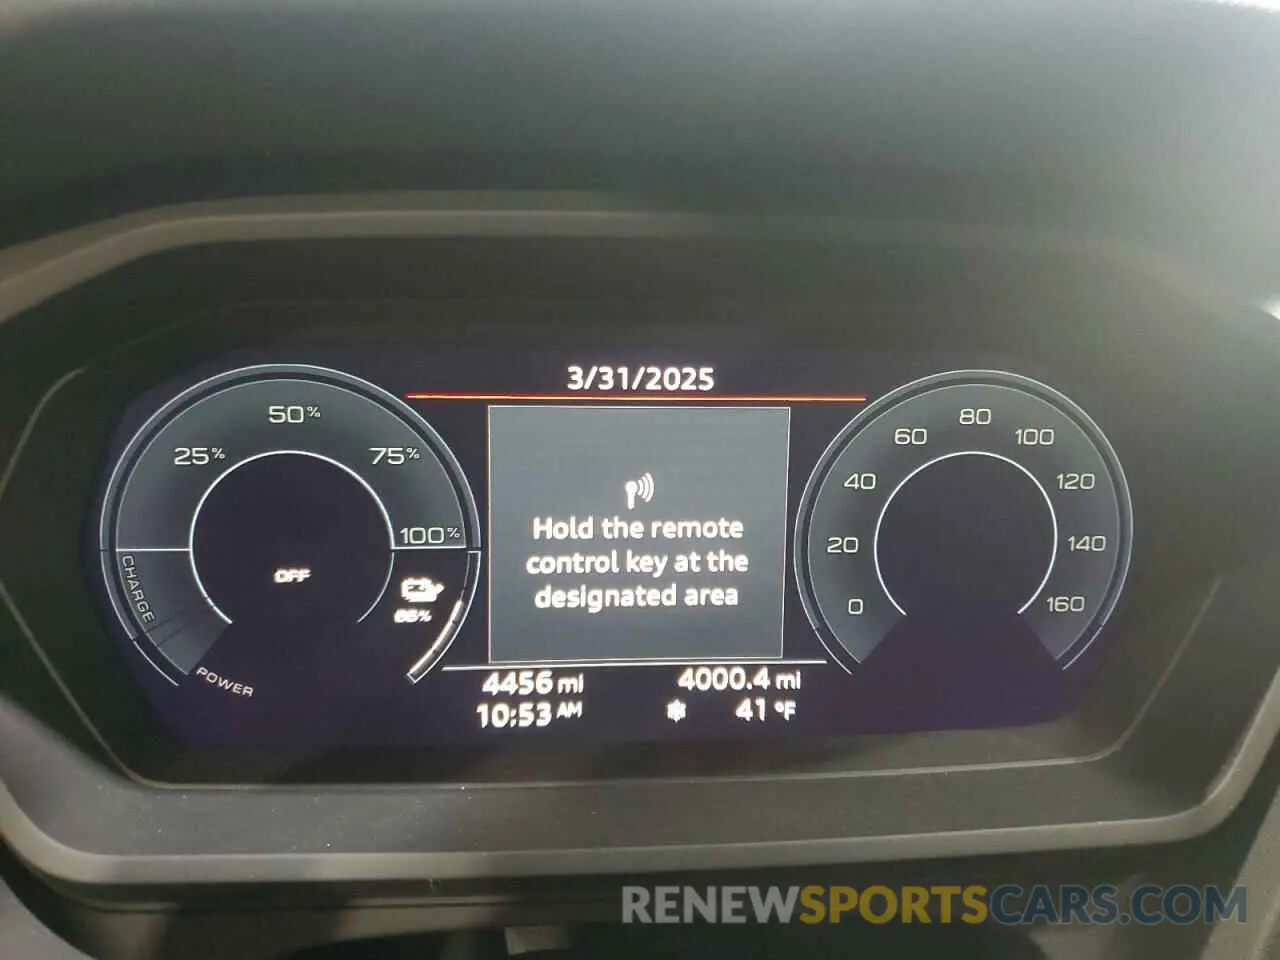 3/31/2025
50%
25%
75%
100%
CHARGE
POWER
OFF
Hold the remote
control key at the
designated area
4456 mi
4000.4 mi
10:53 AM
41 °F
80
60
100
40
120
20
140
0
160
RENEWSPORTSCARS.COM